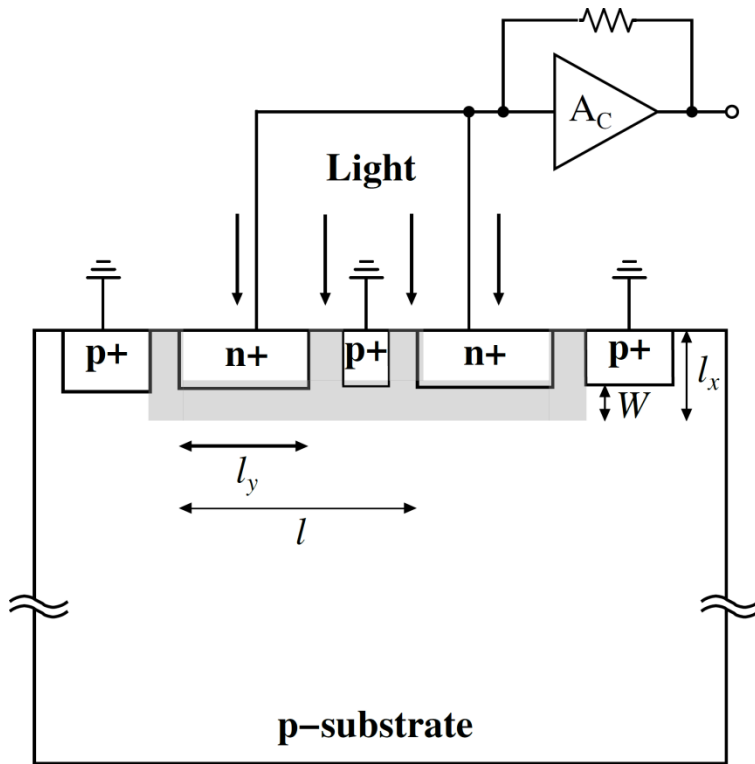 A_C
Light
p+
n+
p+
n+
p+
l_x
W
l_y
l
p−substrate